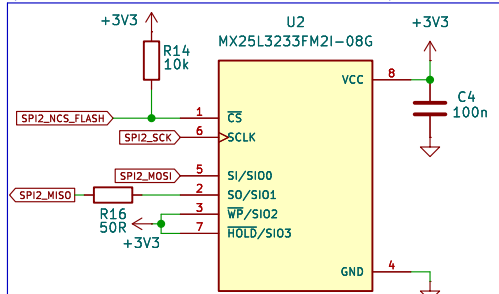 +3V3
R14
10k
U2
MX25L3233FM2I-08G
+3V3
VCC
8
C4
100n
SPI2_NCS_FLASH
1
CS
SPI2_SCK
6
SCLK
SPI2_MOSI
5
SI/SIO0
SPI2_MISO
2
SO/SIO1
R16
50R
3
WP/SIO2
+3V3
7
HOLD/SIO3
GND
4